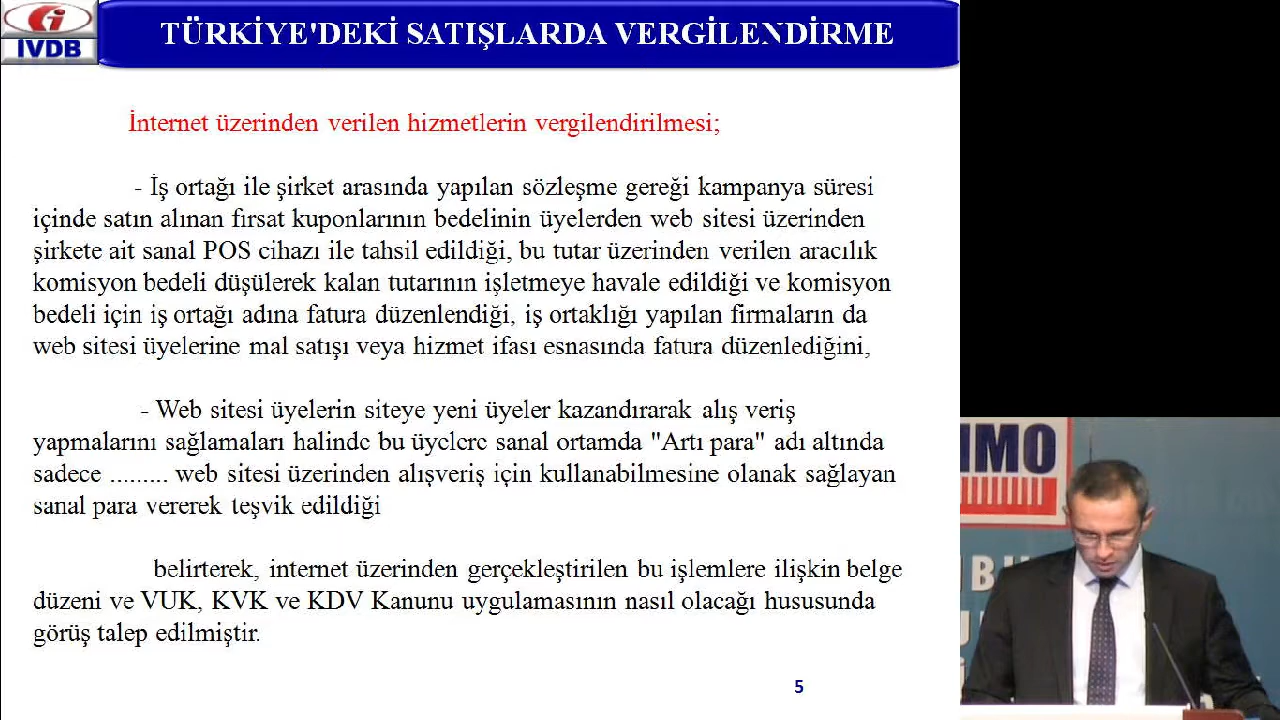 IVDB
TÜRKİYE'DEKİ SATIŞLARDA VERGİLENDİRME
İnternet üzerinden verilen hizmetlerin vergilendirilmesi;
- İş ortağı ile şirket arasında yapılan sözleşme gereği kampanya süresi
içinde satın alınan fırsat kuponlarının bedelinin üyelerden web sitesi üzerinden
şirkete ait sanal POS cihazı ile tahsil edildiği, bu tutar üzerinden verilen aracılık
komisyon bedeli düşülerek kalan tutarının işletmeye havale edildiği ve komisyon
bedeli için iş ortağı adına fatura düzenlendiği, iş ortaklığı yapılan firmaların da
web sitesi üyelerine mal satışı veya hizmet ifası esnasında fatura düzenlediğini,
- Web sitesi üyelerin siteye yeni üyeler kazandırarak alış veriş
yapmalarını sağlamaları halinde bu üyelere sanal ortamda "Artı para" adı altında
sadece ......... web sitesi üzerinden alışveriş için kullanabilmesine olanak sağlayan
sanal para vererek teşvik edildiği
belirterek, internet üzerinden gerçekleştirilen bu işlemlere ilişkin belge
düzeni ve VUK, KVK ve KDV Kanunu uygulamasının nasıl olacağı hususunda
görüş talep edilmiştir.
5
MMO